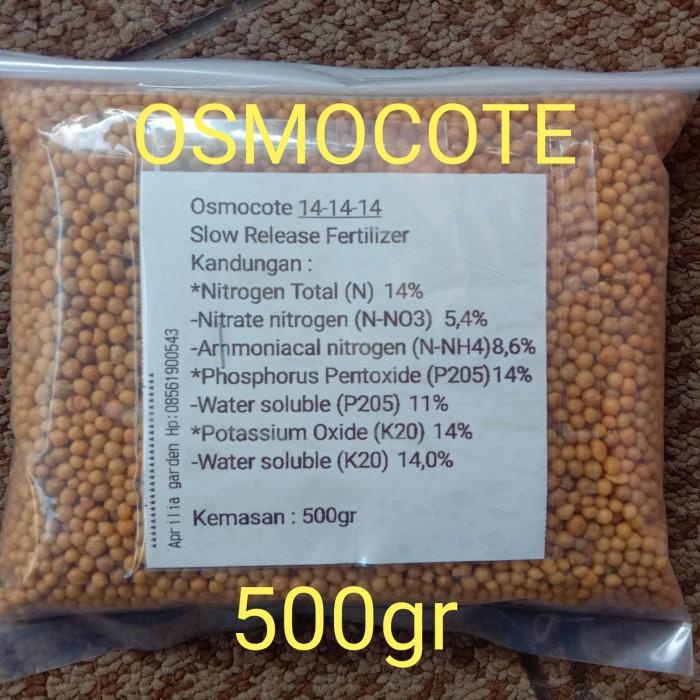 OSMOCOTE
Osmocote 14-14-14
Slow Release Fertilizer
Kandungan :
*Nitrogen Total (N) 14%
-Nitrate nitrogen (N-NO3) 5,4%
-Ammoniacal nitrogen (N-NH4)8,6%
*Phosphorus Pentoxide (P205)14%
-Water soluble (P205) 11%
*Potassium Oxide (K20) 14%
-Water soluble (K20) 14,0%
Kemasan : 500gr
Aprilia garden Hp:08561900543
500gr